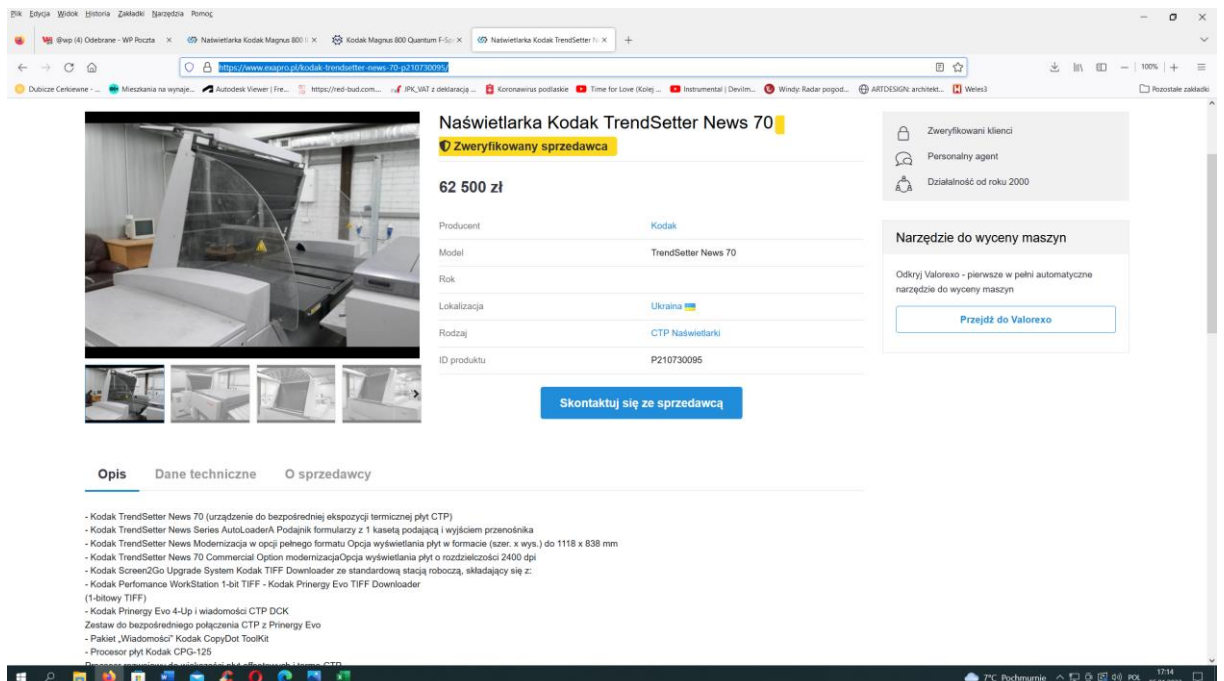 Plik Edycja Widok Historia Zakładki Narzędzia Pomoc
@wp (4) Odebrane - WP Poczta
Naświetlarka Kodak Magnus 800
Kodak Magnus 800 Quantum F-Sp
Naświetlarka Kodak TrendSetter N
https://www.exapro.pl/kodak-trendsetter-news-70-p210730095/
100%
Dubicze Cerkiewne - ...
Mieszkania na wynaje...
Autodesk Viewer | Fre...
https://red-bud.com...
JPK_VAT z deklaracją ...
Koronawirus podlaskie
Time for Love (Kolej ...
Instrumental | Devilm...
Windy: Radar pogod...
ARTDESIGN: architekt...
Weles3
Pozostałe zakładki
Naświetlarka Kodak TrendSetter News 70
Zweryfikowany sprzedawca
62 500 zł
Producent Kodak
Model TrendSetter News 70
Rok
Lokalizacja Ukraina
Rodzaj CTP Naświetlarki
ID produktu P210730095
Skontaktuj się ze sprzedawcą
Zweryfikowani klienci
Personalny agent
Działalność od roku 2000
Narzędzie do wyceny maszyn
Odkryj Valorexo - pierwsze w pełni automatyczne
narzędzie do wyceny maszyn
Przejdź do Valorexo
Opis Dane techniczne O sprzedawcy
- Kodak TrendSetter News 70 (urządzenie do bezpośredniej ekspozycji termicznej płyt CTP)
- Kodak TrendSetter News Series AutoLoaderA Podajnik formularzy z 1 kasetą podającą i wyjściem przenośnika
- Kodak TrendSetter News Modernizacja w opcji pełnego formatu Opcja wyświetlania płyt w formacie (szer. x wys.) do 1118 x 838 mm
- Kodak TrendSetter News 70 Commercial Option modernizacjaOpcja wyświetlania płyt o rozdzielczości 2400 dpi
- Kodak Screen2Go Upgrade System Kodak TIFF Downloader ze standardową stacją roboczą, składający się z:
- Kodak Perfomance WorkStation 1-bit TIFF - Kodak Prinergy Evo TIFF Downloader
(1-bitowy TIFF)
- Kodak Prinergy Evo 4-Up i wiadomości CTP DCK
Zestaw do bezpośredniego połączenia CTP z Prinergy Evo
- Pakiet „Wiadomości" Kodak CopyDot ToolKit
- Procesor płyt Kodak CPG-125
7°C Pochmurnie
POL
17:14